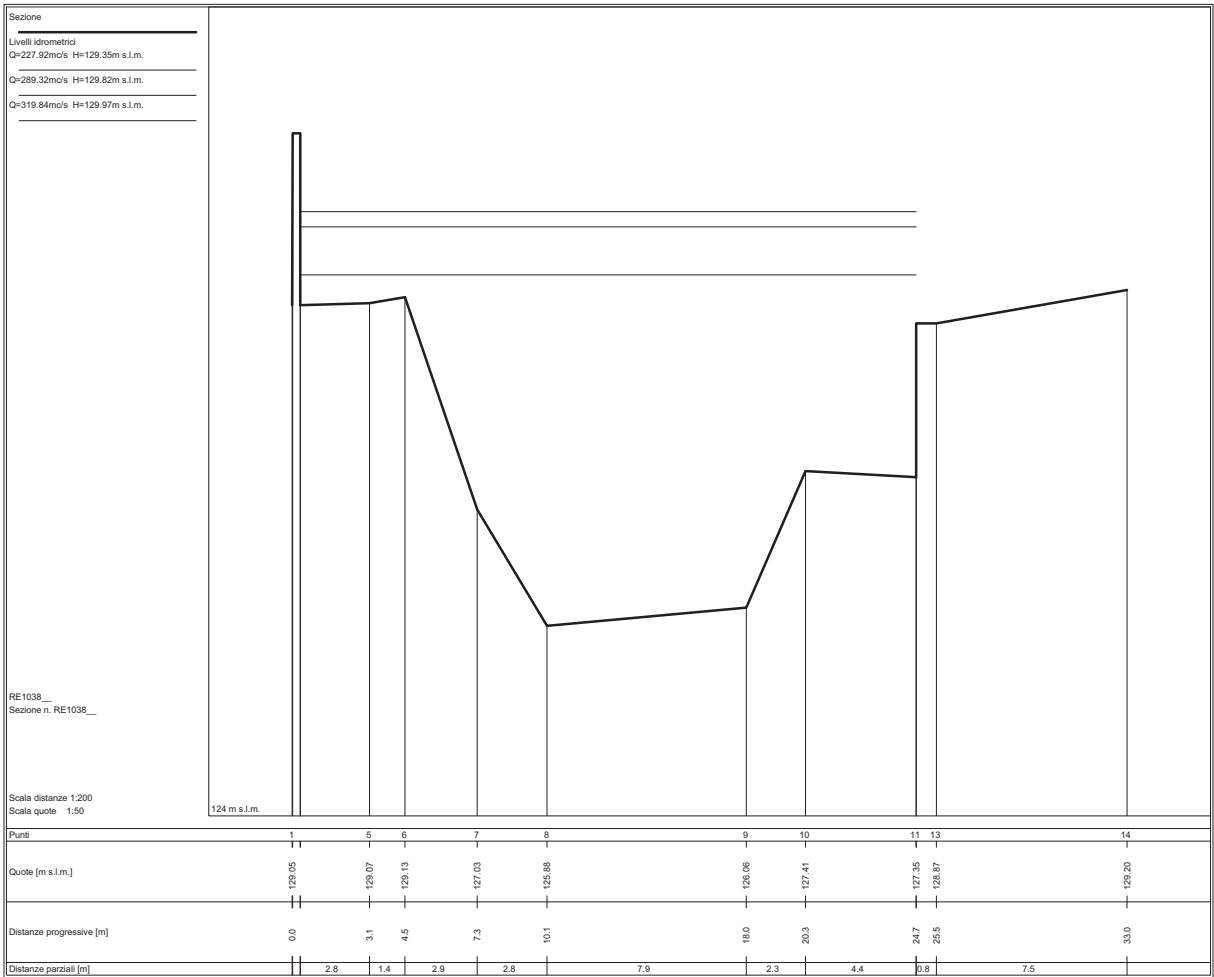 Sezione
Livelli idrometrici
Q=227.92mc/s H=129.35m s.l.m.
Q=289.32mc/s H=129.82m s.l.m.
Q=319.84mc/s H=129.97m s.l.m.
RE1038__
Sezione n. RE1038__
Scala distanze 1:200
Scala quote 1:50
124 m s.l.m.
Punti 1 5 6 7 8 9 10 11 13 14
Quote [m s.l.m.] 129.05 129.07 129.13 127.03 125.88 126.06 127.41 127.35 128.87 129.20
Distanze progressive [m] 0.0 3.1 4.5 7.3 10.1 18.0 20.3 24.7 25.5 33.0
Distanze parziali [m] 2.8 1.4 2.9 2.8 7.9 2.3 4.4 0.8 7.5